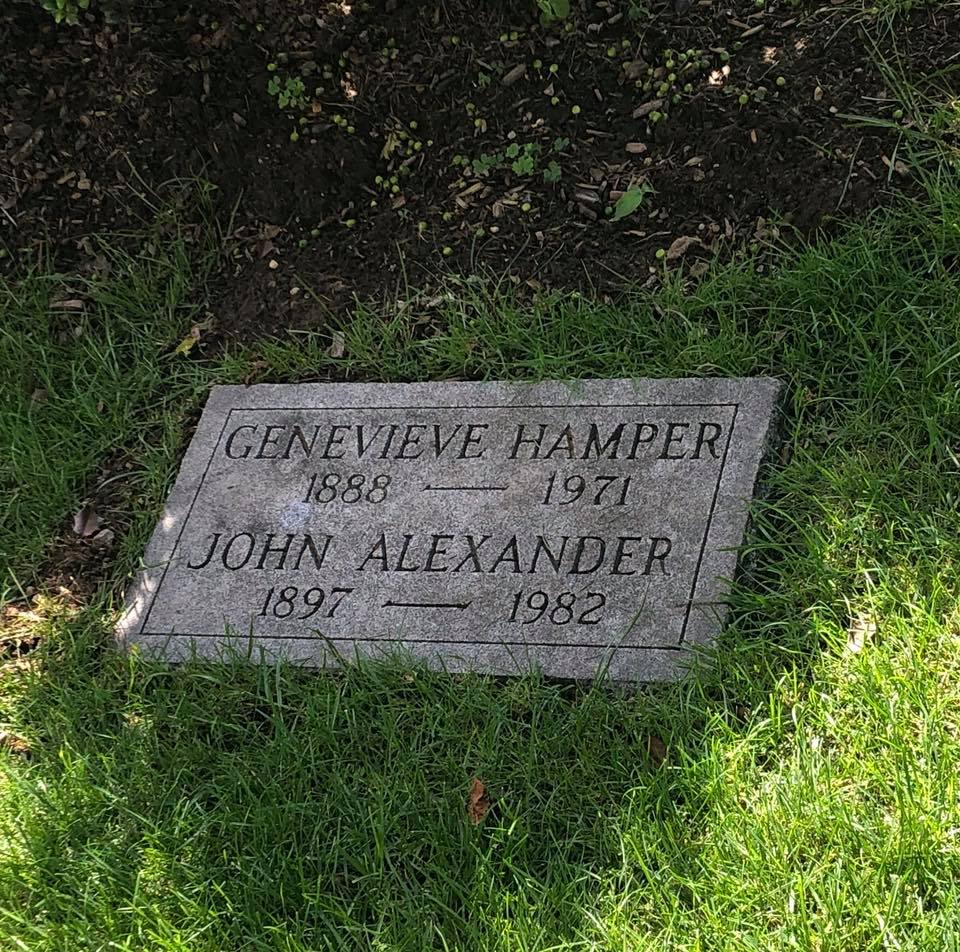 GENEVIEVE HAMPER
1888 — 1971
JOHN ALEXANDER
1897 — 1982